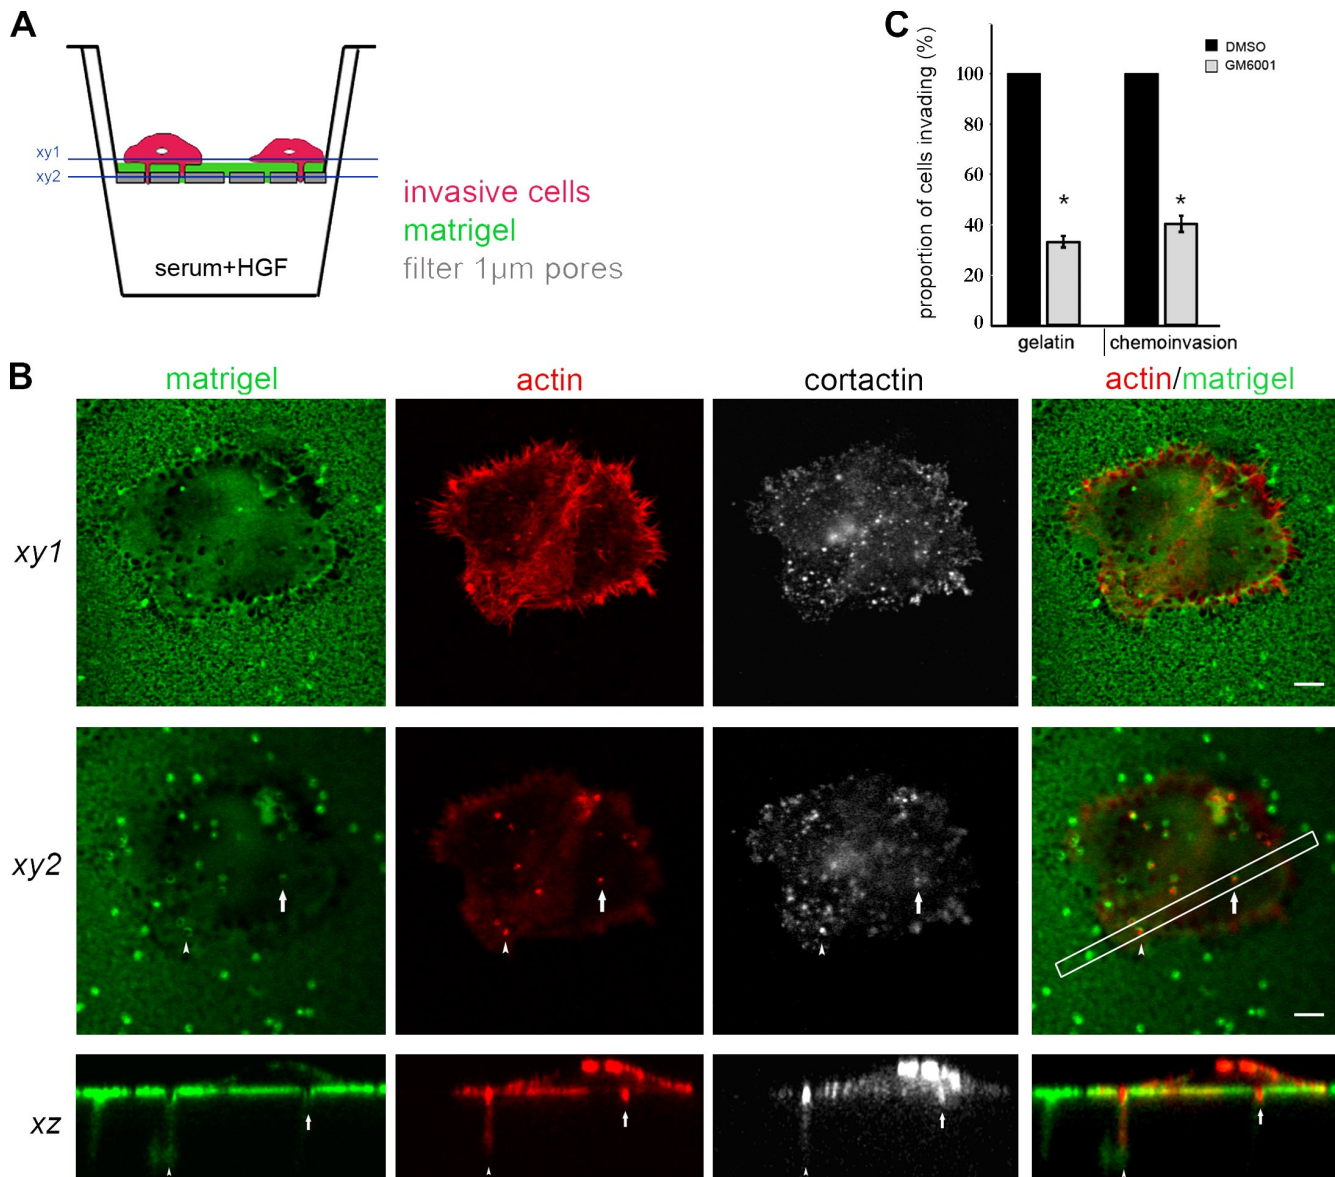 A
xy1
xy2
serum+HGF
invasive cells
matrigel
filter 1µm pores
C
proportion of cells invading (%)
100
80
60
40
20
0
* *
DMSO
GM6001
gelatin chemoinvasion
B
matrigel actin cortactin actin/matrigel
xy1
xy2
xz